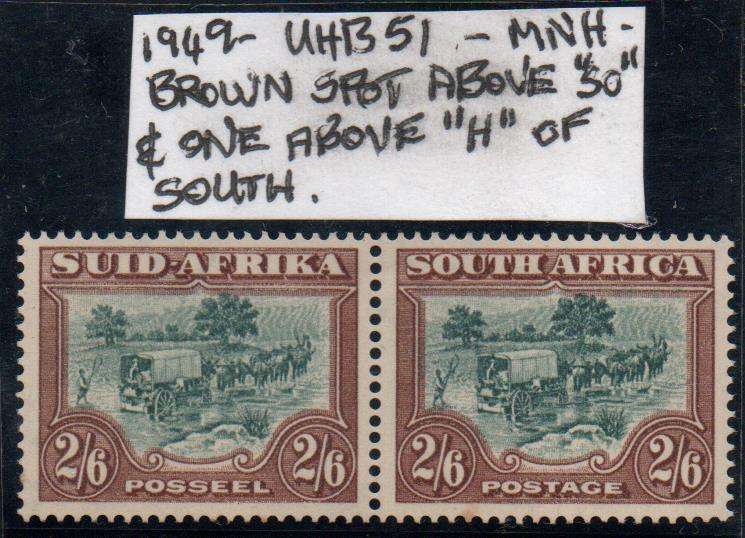 1949- UHB 51 - MNH-
BROWN SPOT ABOVE "SO"
& ONE ABOVE "H" OF
SOUTH.
SUID-AFRIKA SOUTH AFRICA
2/6 POSSEEL 2/6 2/6 POSTAGE 2/6